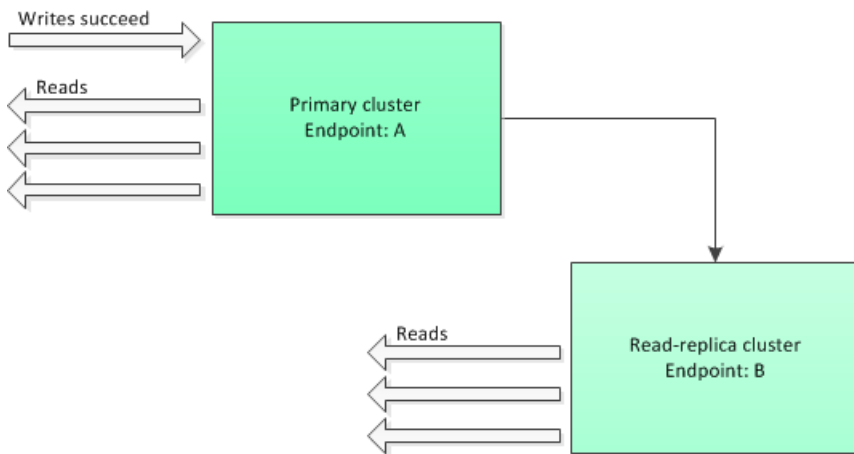 Writes succeed
Reads
Primary cluster
Endpoint: A
Reads
Read-replica cluster
Endpoint: B